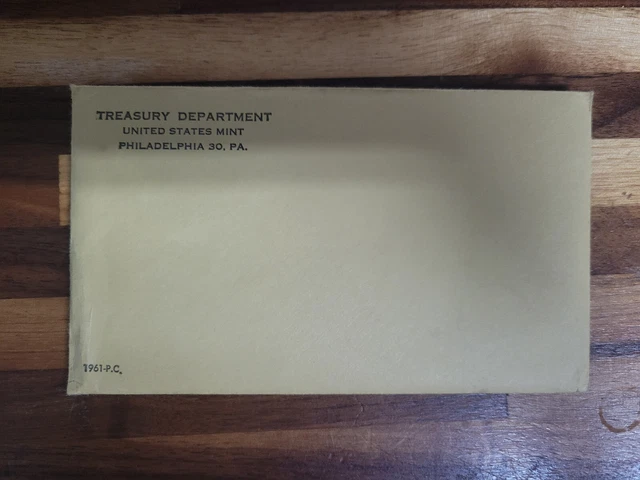 TREASURY DEPARTMENT
UNITED STATES MINT
PHILADELPHIA 30, PA.
1961-P.C.